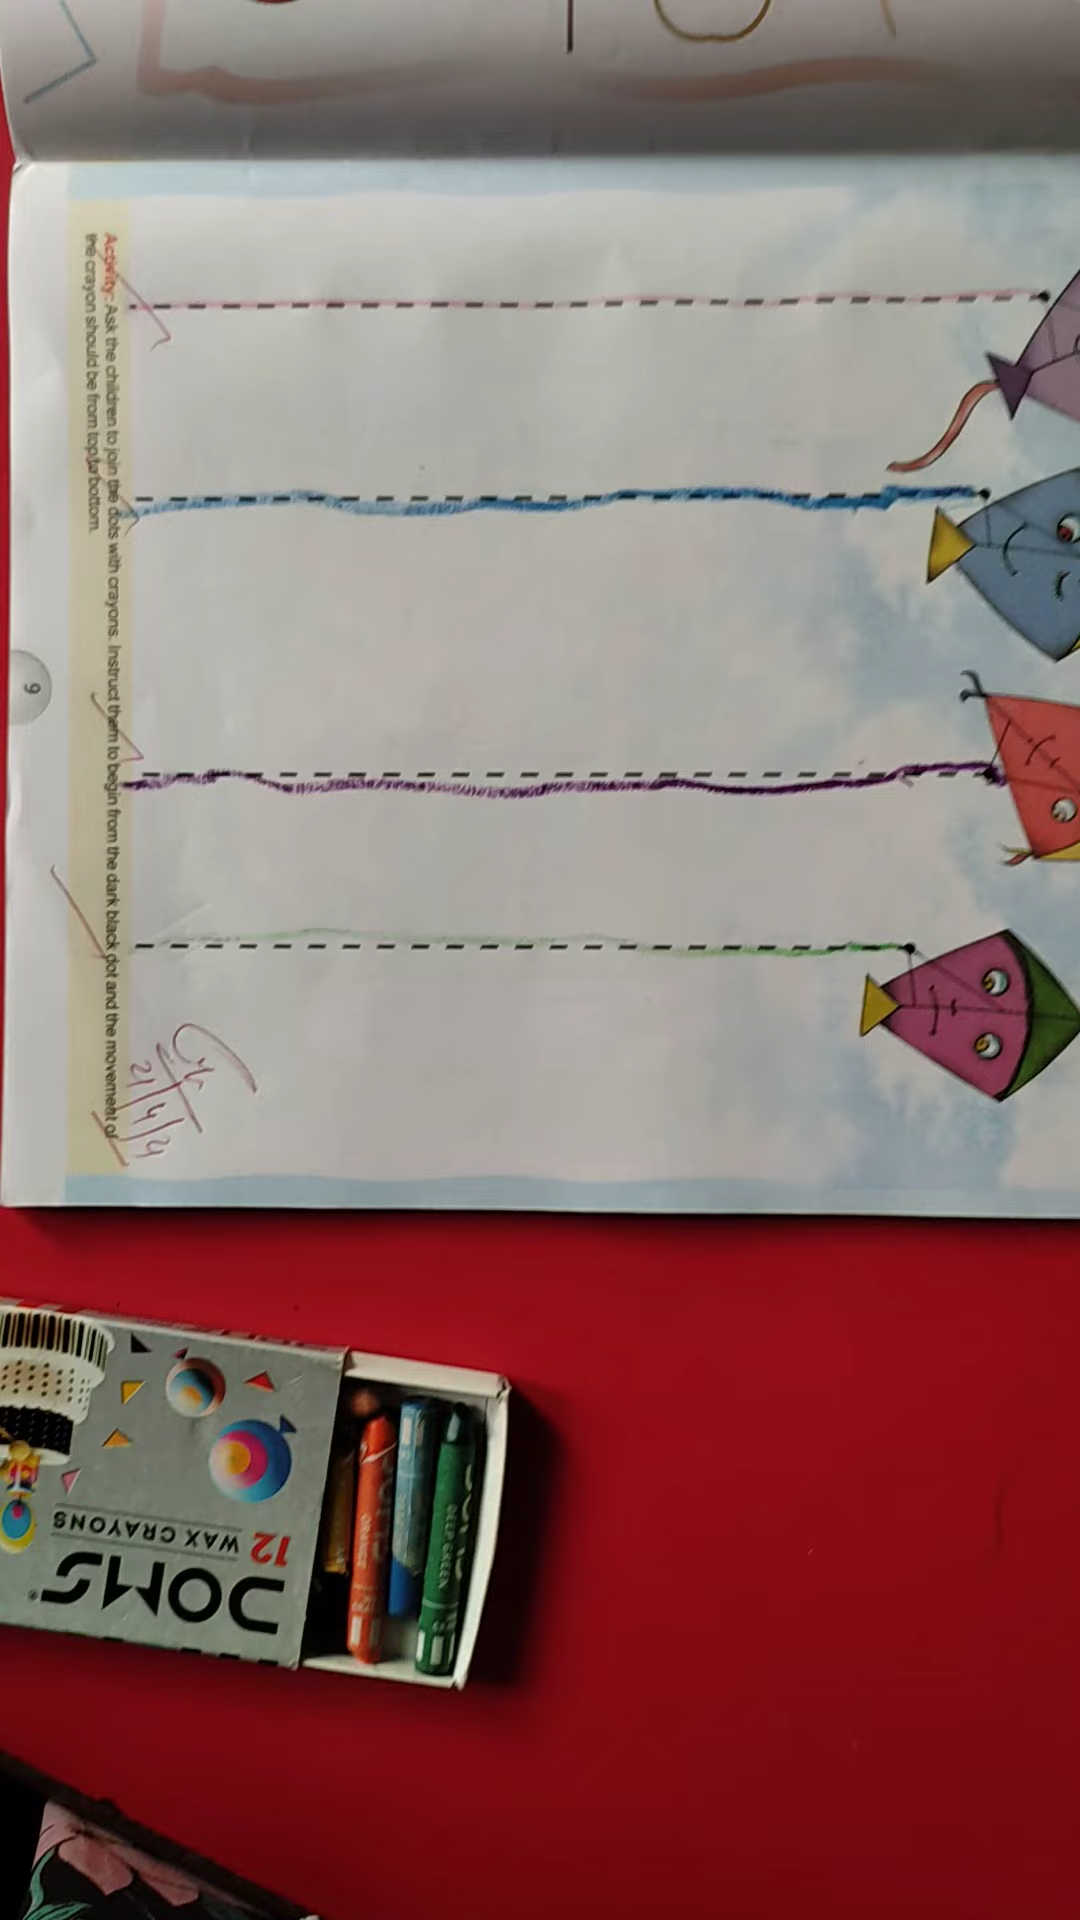 Activity: Ask the children to join the dots with crayons. Instruct them to begin from the dark black dot and the movement of
the crayon should be from top to bottom.
9
21/4/21
DOMS®
12 WAX CRAYONS
ORANGE
DEEP GREEN